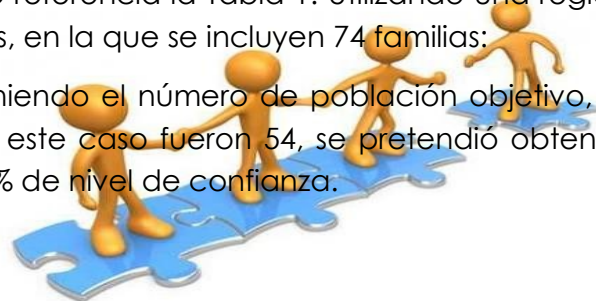 referencia la Tabla 1. Utilizando una regla
s, en la que se incluyen 74 familias:
niendo el número de población objetivo,
este caso fueron 54, se pretendió obten
% de nivel de confianza.